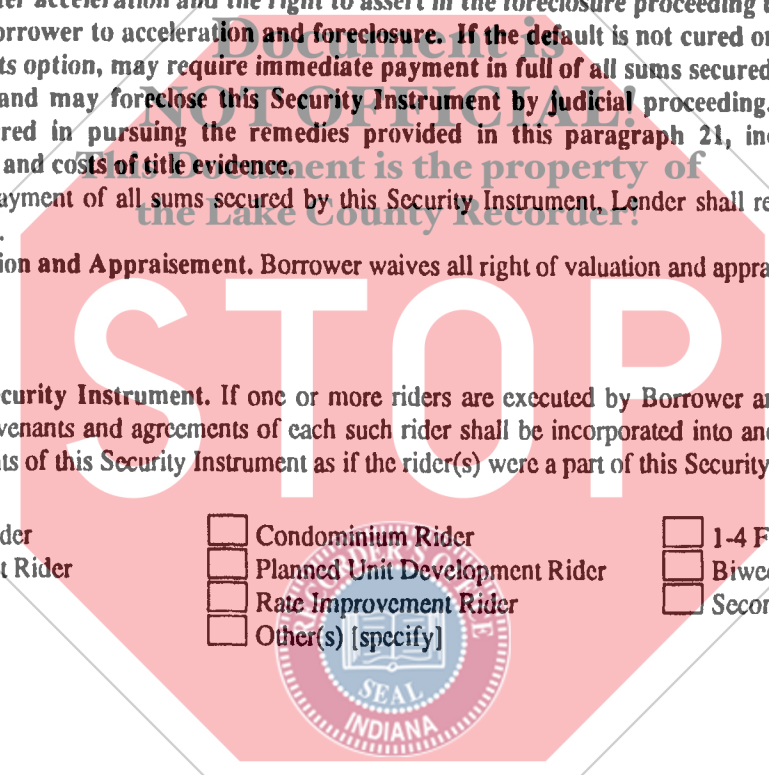 acceleration and the right to assert in the foreclosure proceeding
Document is
orrower to acceleration and foreclosure. If the default is not cured or
ts option, may require immediate payment in full of all sums secured
and may foreclose this Security Instrument by judicial proceeding.
NOT OFFICIAL!
red in pursuing the remedies provided in this paragraph 21, in
and costs of title evidence.
This Document is the property of
ayment of all sums secured by this Security Instrument, Lender shall re
the Lake County Recorder!
ion and Appraisement. Borrower waives all right of valuation and appra
STOP
curity Instrument. If one or more riders are executed by Borrower a
venants and agreements of each such rider shall be incorporated into an
ts of this Security Instrument as if the rider(s) were a part of this Security
der Condominium Rider 1-4 F
t Rider Planned Unit Development Rider Biwe
Rate Improvement Rider Secon
Other(s) [specify]
RECORDER'S OFFICE
SEAL
INDIANA